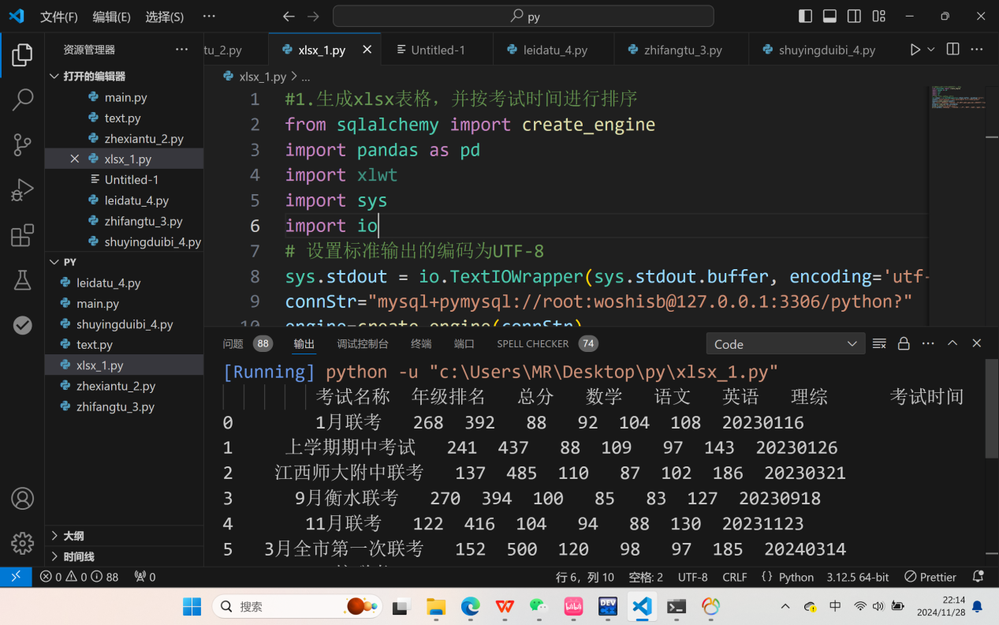 文件(F) 编辑(E) 选择(S) ··· py
资源管理器 ···
tu_2.py xlsx_1.py Untitled-1 leidatu_4.py zhifangtu_3.py shuyingduibi_4.py
打开的编辑器
main.py
text.py
zhexiantu_2.py
xlsx_1.py
Untitled-1
leidatu_4.py
zhifangtu_3.py
shuyingduibi_4.py
PY
leidatu_4.py
main.py
shuyingduibi_4.py
text.py
xlsx_1.py
zhexiantu_2.py
zhifangtu_3.py
大纲
时间线
xlsx_1.py > ...
1 #1.生成xlsx表格，并按考试时间进行排序
2 from sqlalchemy import create_engine
3 import pandas as pd
4 import xlwt
5 import sys
6 import io
7 # 设置标准输出的编码为UTF-8
8 sys.stdout = io.TextIOWrapper(sys.stdout.buffer, encoding='utf-
9 connStr="mysql+pymysql://root:woshisb@127.0.0.1:3306/python?"
10 engine=create_engine(connStr)
问题 88 输出 调试控制台 终端 端口 SPELL CHECKER 74 Code
[Running] python -u "c:\Users\MR\Desktop\py\xlsx_1.py"
考试名称 年级排名 总分 数学 语文 英语 理综 考试时间
0 1月联考 268 392 88 92 104 108 20230116
1 上学期期中考试 241 437 88 109 97 143 20230126
2 江西师大附中联考 137 485 110 87 102 186 20230321
3 9月衡水联考 270 394 100 85 83 127 20230918
4 11月联考 122 416 104 94 88 130 20231123
5 3月全市第一次联考 152 500 120 98 97 185 20240314
0 0 88 0 行 6，列 10 空格: 2 UTF-8 CRLF {} Python 3.12.5 64-bit Prettier
搜索 DEV 中 22:14
2024/11/28